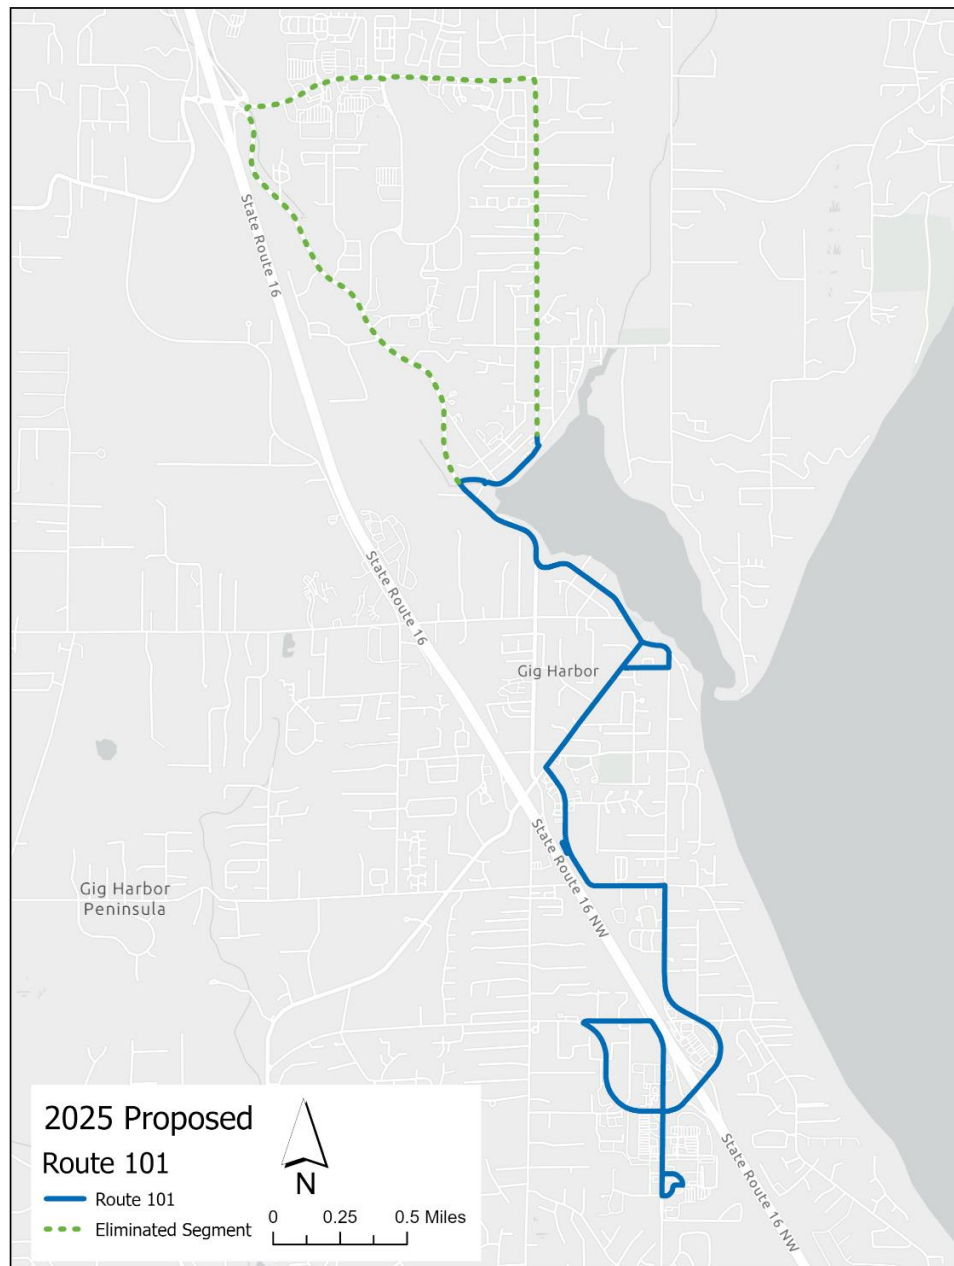 State Route 16
State Route 16
Gig Harbor
State Route 16 NW
Gig Harbor
Peninsula
2025 Proposed
Route 101
N
Route 101
Eliminated Segment
0 0.25 0.5 Miles
State Route 16 NW